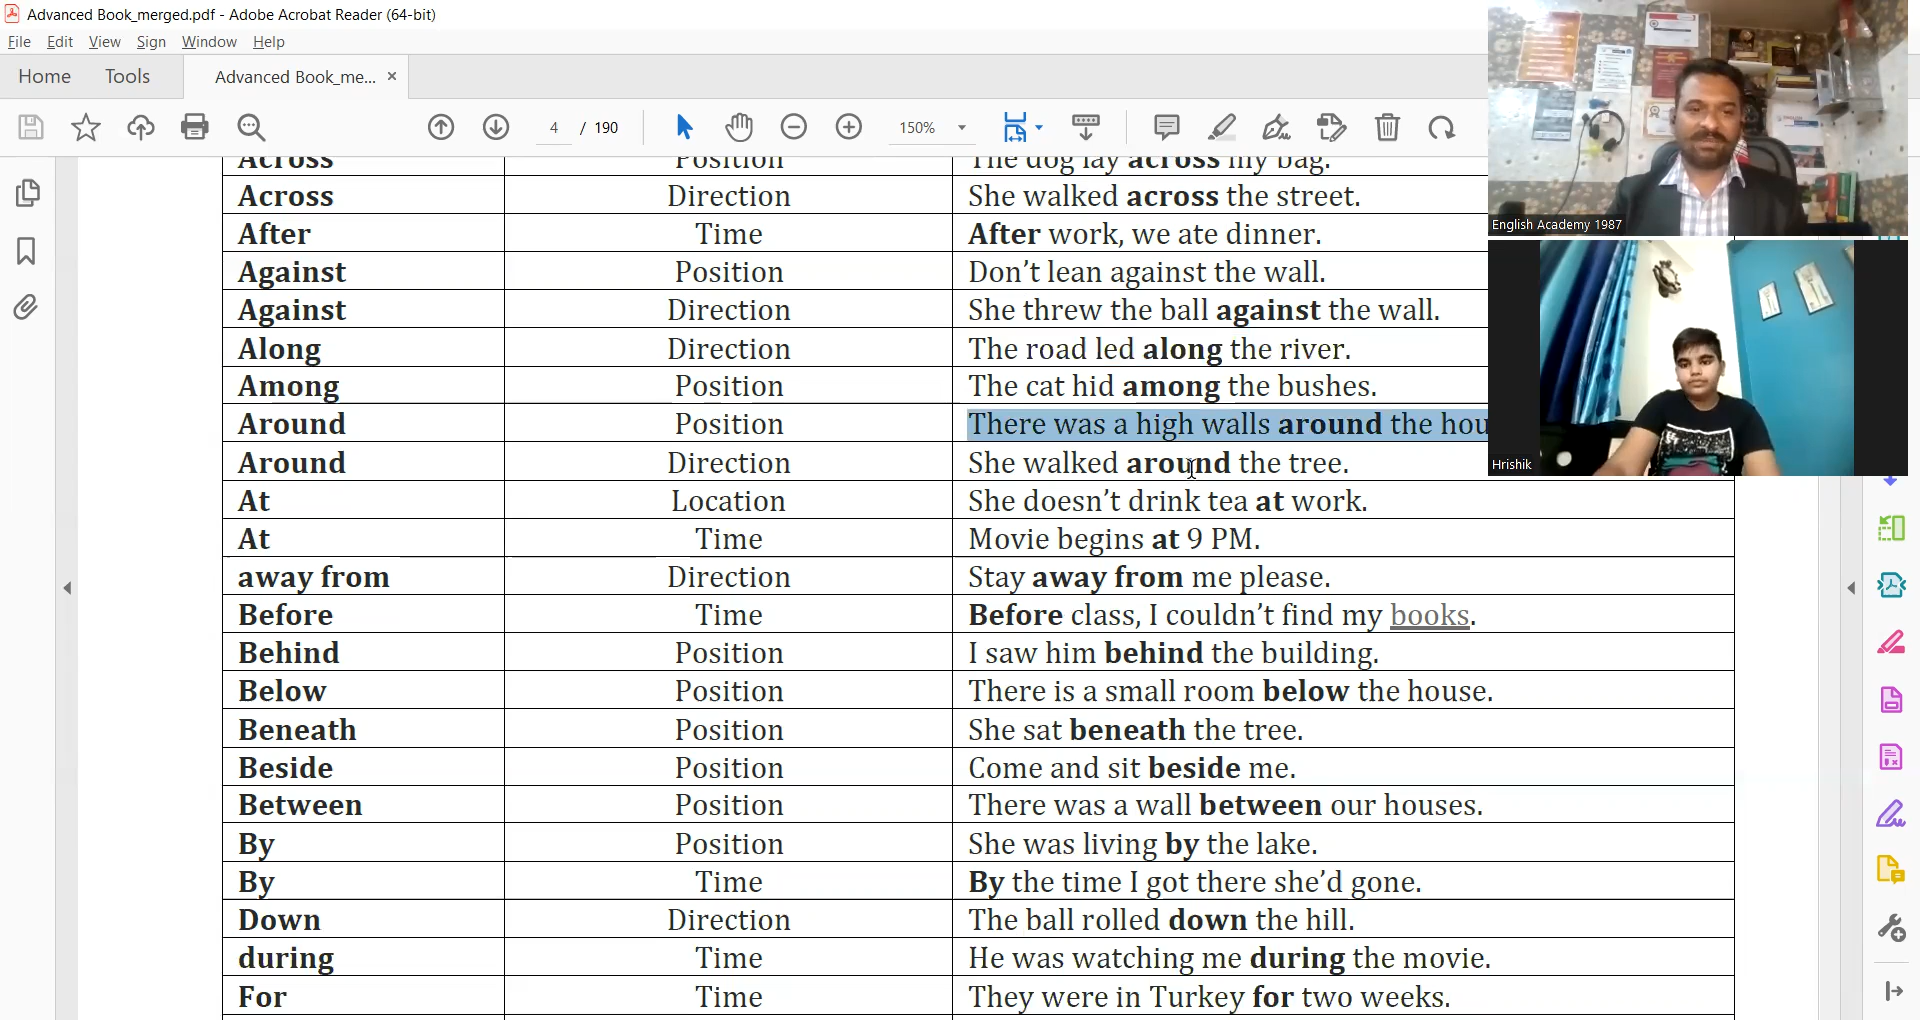 Advanced Book_merged.pdf - Adobe Acrobat Reader (64-bit)
File Edit View Sign Window Help
Home Tools Advanced Book_me... ×
4 / 190 150%
Across Position The dog lay across my bag.
Across Direction She walked across the street.
After Time After work, we ate dinner.
Against Position Don’t lean against the wall.
Against Direction She threw the ball against the wall.
Along Direction The road led along the river.
Among Position The cat hid among the bushes.
Around Position There was a high walls around the hou
Around Direction She walked around the tree.
At Location She doesn’t drink tea at work.
At Time Movie begins at 9 PM.
away from Direction Stay away from me please.
Before Time Before class, I couldn’t find my books.
Behind Position I saw him behind the building.
Below Position There is a small room below the house.
Beneath Position She sat beneath the tree.
Beside Position Come and sit beside me.
Between Position There was a wall between our houses.
By Position She was living by the lake.
By Time By the time I got there she’d gone.
Down Direction The ball rolled down the hill.
during Time He was watching me during the movie.
For Time They were in Turkey for two weeks.
English Academy 1987
Hrishik